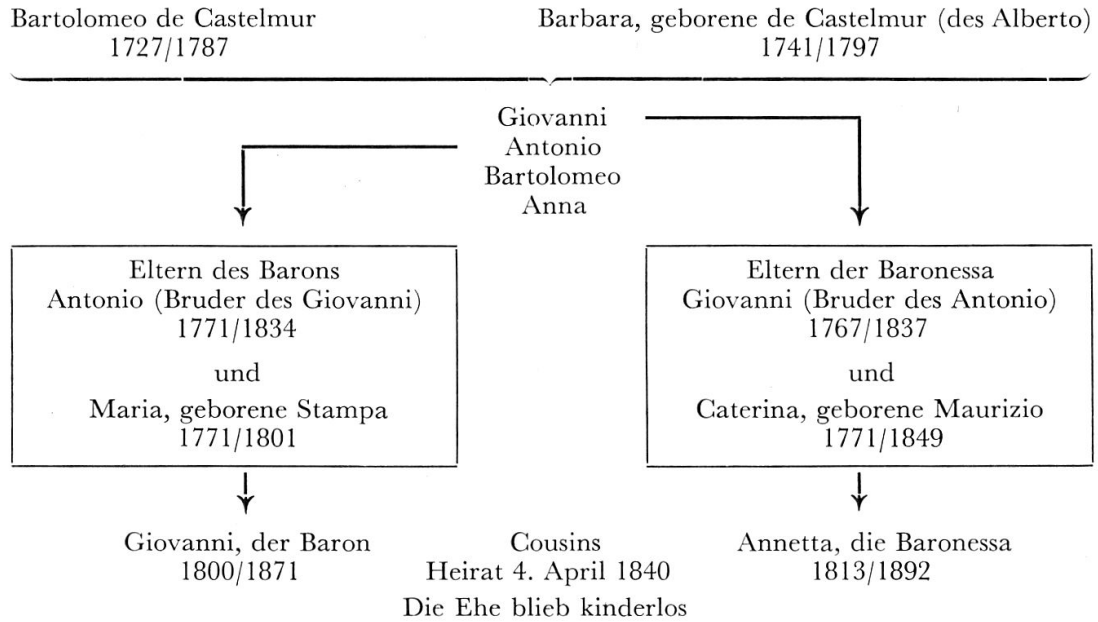 Bartolomeo de Castelmur
1727/1787
Barbara, geborene de Castelmur (des Alberto)
1741/1797
Giovanni
Antonio
Bartolomeo
Anna
Eltern des Barons
Antonio (Bruder des Giovanni)
1771/1834
und
Maria, geborene Stampa
1771/1801
Eltern der Baronessa
Giovanni (Bruder des Antonio)
1767/1837
und
Caterina, geborene Maurizio
1771/1849
Giovanni, der Baron
1800/1871
Cousins
Heirat 4. April 1840
Die Ehe blieb kinderlos
Annetta, die Baronessa
1813/1892